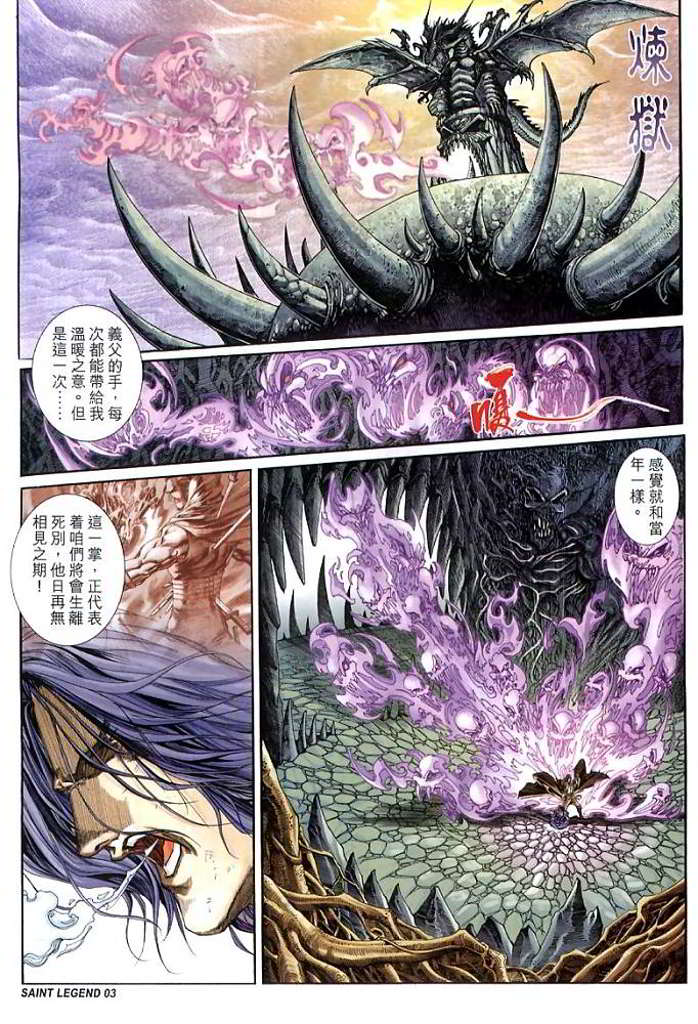 煉獄
義父的手，每
次都能帶給我
溫暖之意。但
是這一次……
感覺就和當
年一樣。
這一掌，正代表
着咱們將會生離
死別，他日再無
相見之期！
SAINT LEGEND 03